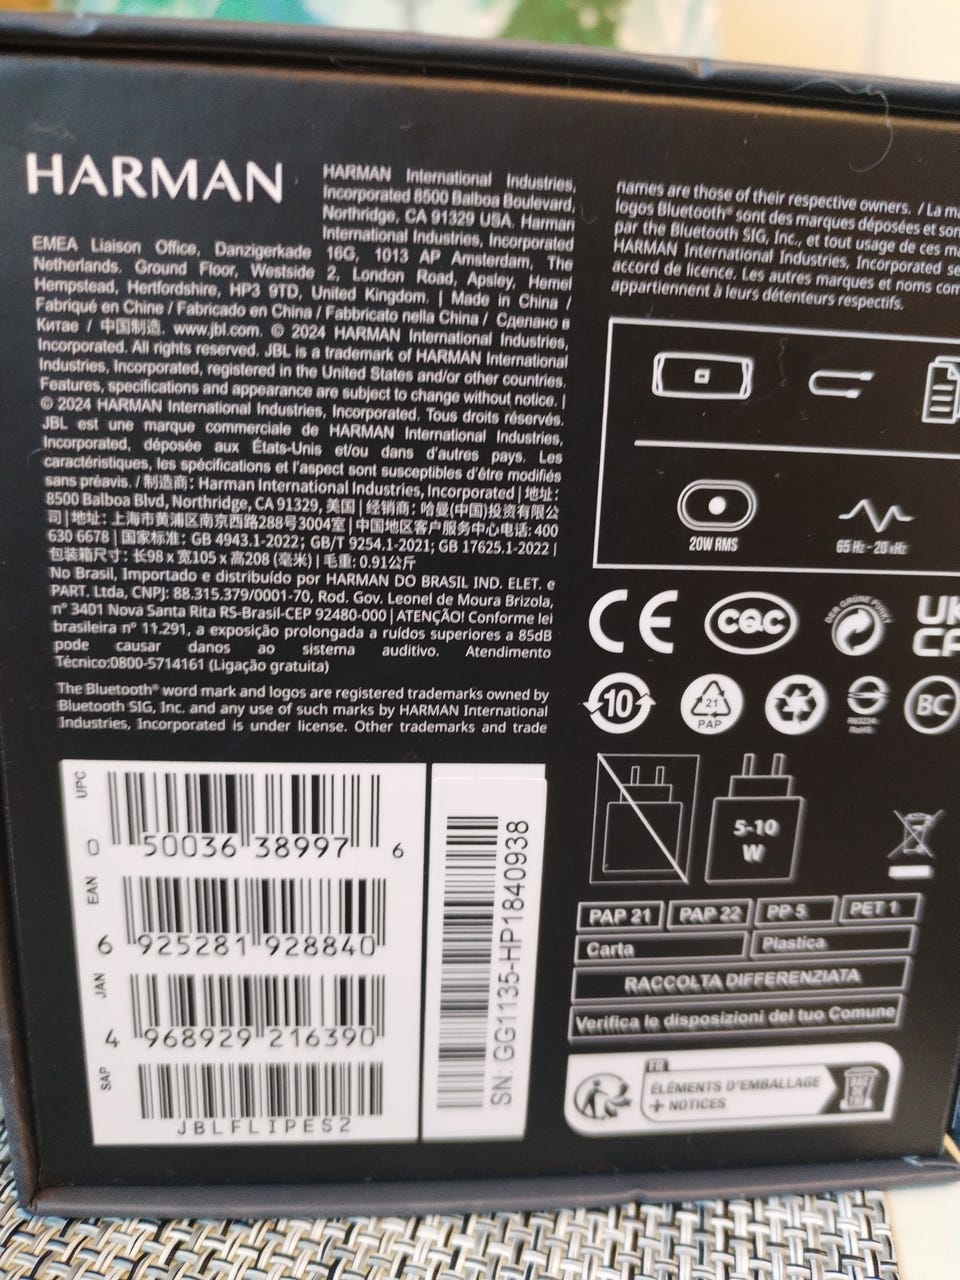 HARMAN
HARMAN International Industries,
Incorporated 8500 Balboa Boulevard,
Northridge, CA 91329 USA. Harman
International Industries, Incorporated
EMEA Liaison Office, Danzigerkade 16G, 1013 AP Amsterdam, The
Netherlands. Ground Floor, Westside 2, London Road, Apsley, Hemel
Hempstead, Hertfordshire, HP3 9TD, United Kingdom. | Made in China /
Fabriqué en Chine / Fabricado en China / Fabbricato nella China / Сделано в
Китае / 中国制造. www.jbl.com. © 2024 HARMAN International Industries,
Incorporated. All rights reserved. JBL is a trademark of HARMAN International
Industries, Incorporated, registered in the United States and/or other countries.
Features, specifications and appearance are subject to change without notice. |
© 2024 HARMAN International Industries, Incorporated. Tous droits réservés.
JBL est une marque commerciale de HARMAN International Industries,
Incorporated, déposée aux États-Unis et/ou dans d'autres pays. Les
caractéristiques, les spécifications et l'aspect sont susceptibles d'être modifiés
sans préavis. / 制造商: Harman International Industries, Incorporated | 地址:
8500 Balboa Blvd, Northridge, CA 91329, 美国 | 经销商: 哈曼(中国)投资有限公
司 | 地址: 上海市黄浦区南京西路288号3004室 | 中国地区客户服务中心电话: 400
630 6678 | 国家标准: GB 4943.1-2022; GB/T 9254.1-2021; GB 17625.1-2022 |
包装箱尺寸: 长98 x 宽105 x 高208 (毫米) | 毛重: 0.91公斤
No Brasil, Importado e distribuído por HARMAN DO BRASIL IND. ELET. e
PART. Ltda, CNPJ: 88.315.379/0001-70, Rod. Gov. Leonel de Moura Brizola,
nº 3401 Nova Santa Rita RS-Brasil-CEP 92480-000 | ATENÇÃO! Conforme lei
brasileira nº 11.291, a exposição prolongada a ruídos superiores a 85dB
pode causar danos ao sistema auditivo. Atendimento
Técnico:0800-5714161 (Ligação gratuita)
The Bluetooth® word mark and logos are registered trademarks owned by
Bluetooth SIG, Inc. and any use of such marks by HARMAN International
Industries, Incorporated is under license. Other trademarks and trade
names are those of their respective owners. / La m
logos Bluetooth® sont des marques déposées et son
par the Bluetooth SIG, Inc., et tout usage de ces m
HARMAN International Industries, Incorporated se
accord de licence. Les autres marques et noms com
appartiennent à leurs détenteurs respectifs.
20W RMS
65 Hz - 20 kHz
CE
CQC
DER GRÜNE PUNKT
UK
CA
10
21
PAP
RoHS
BC
5-10
W
UPC
0 50036 38997 6
EAN
6 925281 928840
JAN
4 968929 216390
SAP
JBLFLIPES2
SN: GG1135-HP1840938
PAP 21
PAP 22
PP 5
PET 1
Carta
Plastica
RACCOLTA DIFFERENZIATA
Verifica le disposizioni del tuo Comune
FR
ÉLÉMENTS D'EMBALLAGE
+ NOTICES
BAC
DE
TRI